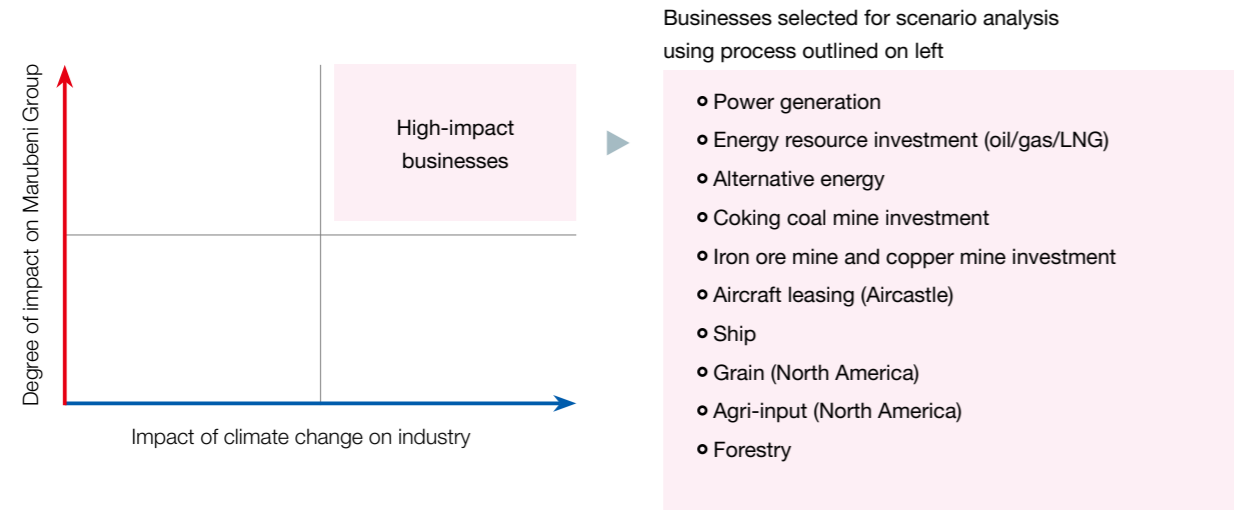 Degree of impact on Marubeni Group
High-impact
businesses
Impact of climate change on industry
Businesses selected for scenario analysis
using process outlined on left
Power generation
Energy resource investment (oil/gas/LNG)
Alternative energy
Coking coal mine investment
Iron ore mine and copper mine investment
Aircraft leasing (Aircastle)
Ship
Grain (North America)
Agri-input (North America)
Forestry